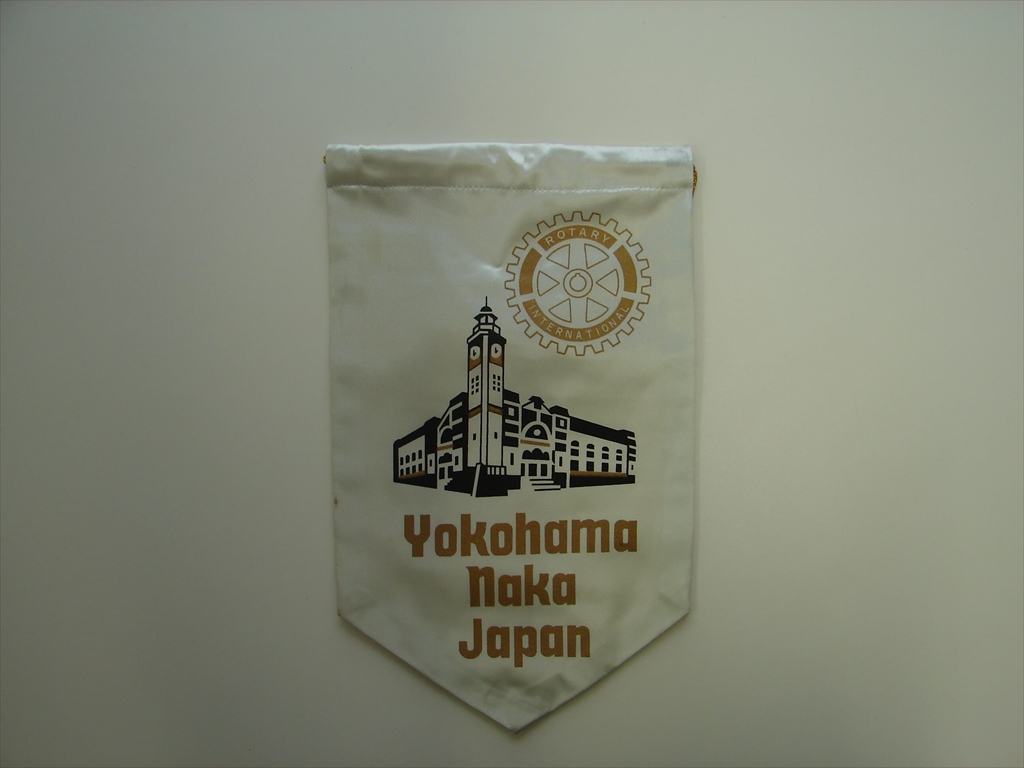 ROTARY
INTERNATIONAL
Yokohama
Naka
Japan